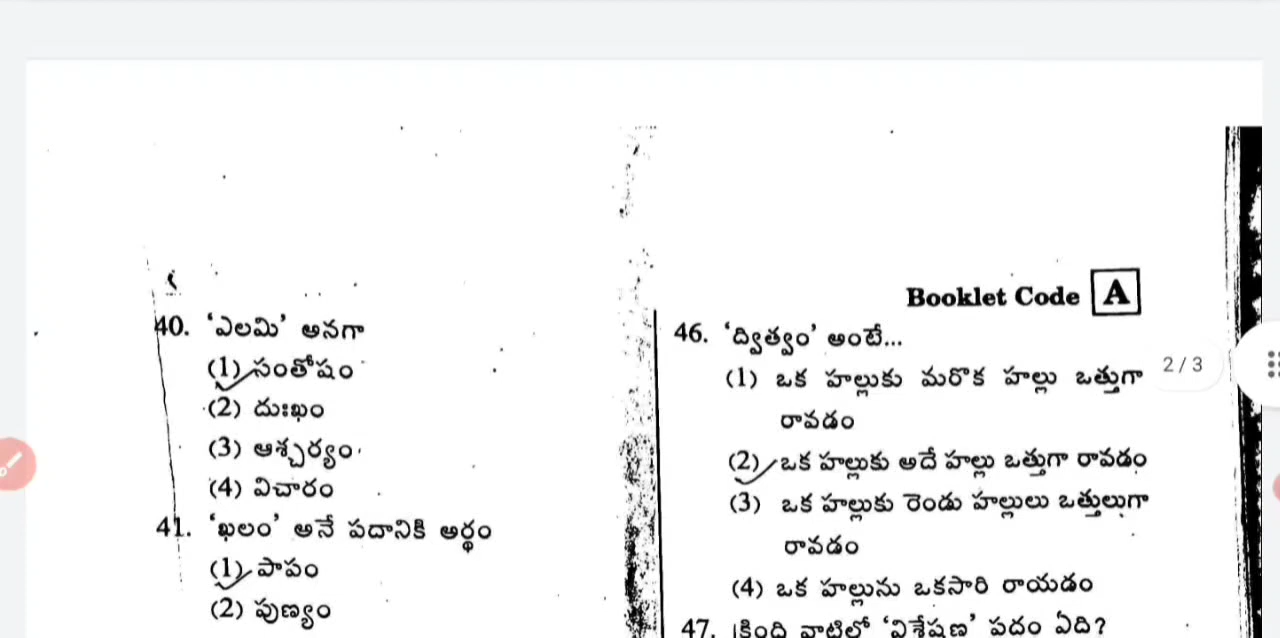 40. 'ఎలమి' అనగా
(1) సంతోషం
(2) దుఃఖం
(3) ఆశ్చర్యం
(4) విచారం
41. 'ఖలం' అనే పదానికి అర్థం
(1) పాపం
(2) పుణ్యం
Booklet Code A
46. 'ద్విత్వం' అంటే...
(1) ఒక హల్లుకు మరొక హల్లు ఒత్తుగా
రావడం
(2) ఒక హల్లుకు అదే హల్లు ఒత్తుగా రావడం
(3) ఒక హల్లుకు రెండు హల్లులు ఒత్తులుగా
రావడం
(4) ఒక హల్లును ఒకసారి రాయడం
47. క్రింది వాటిలో 'విశేషణ' పదం ఏది?
2 / 3